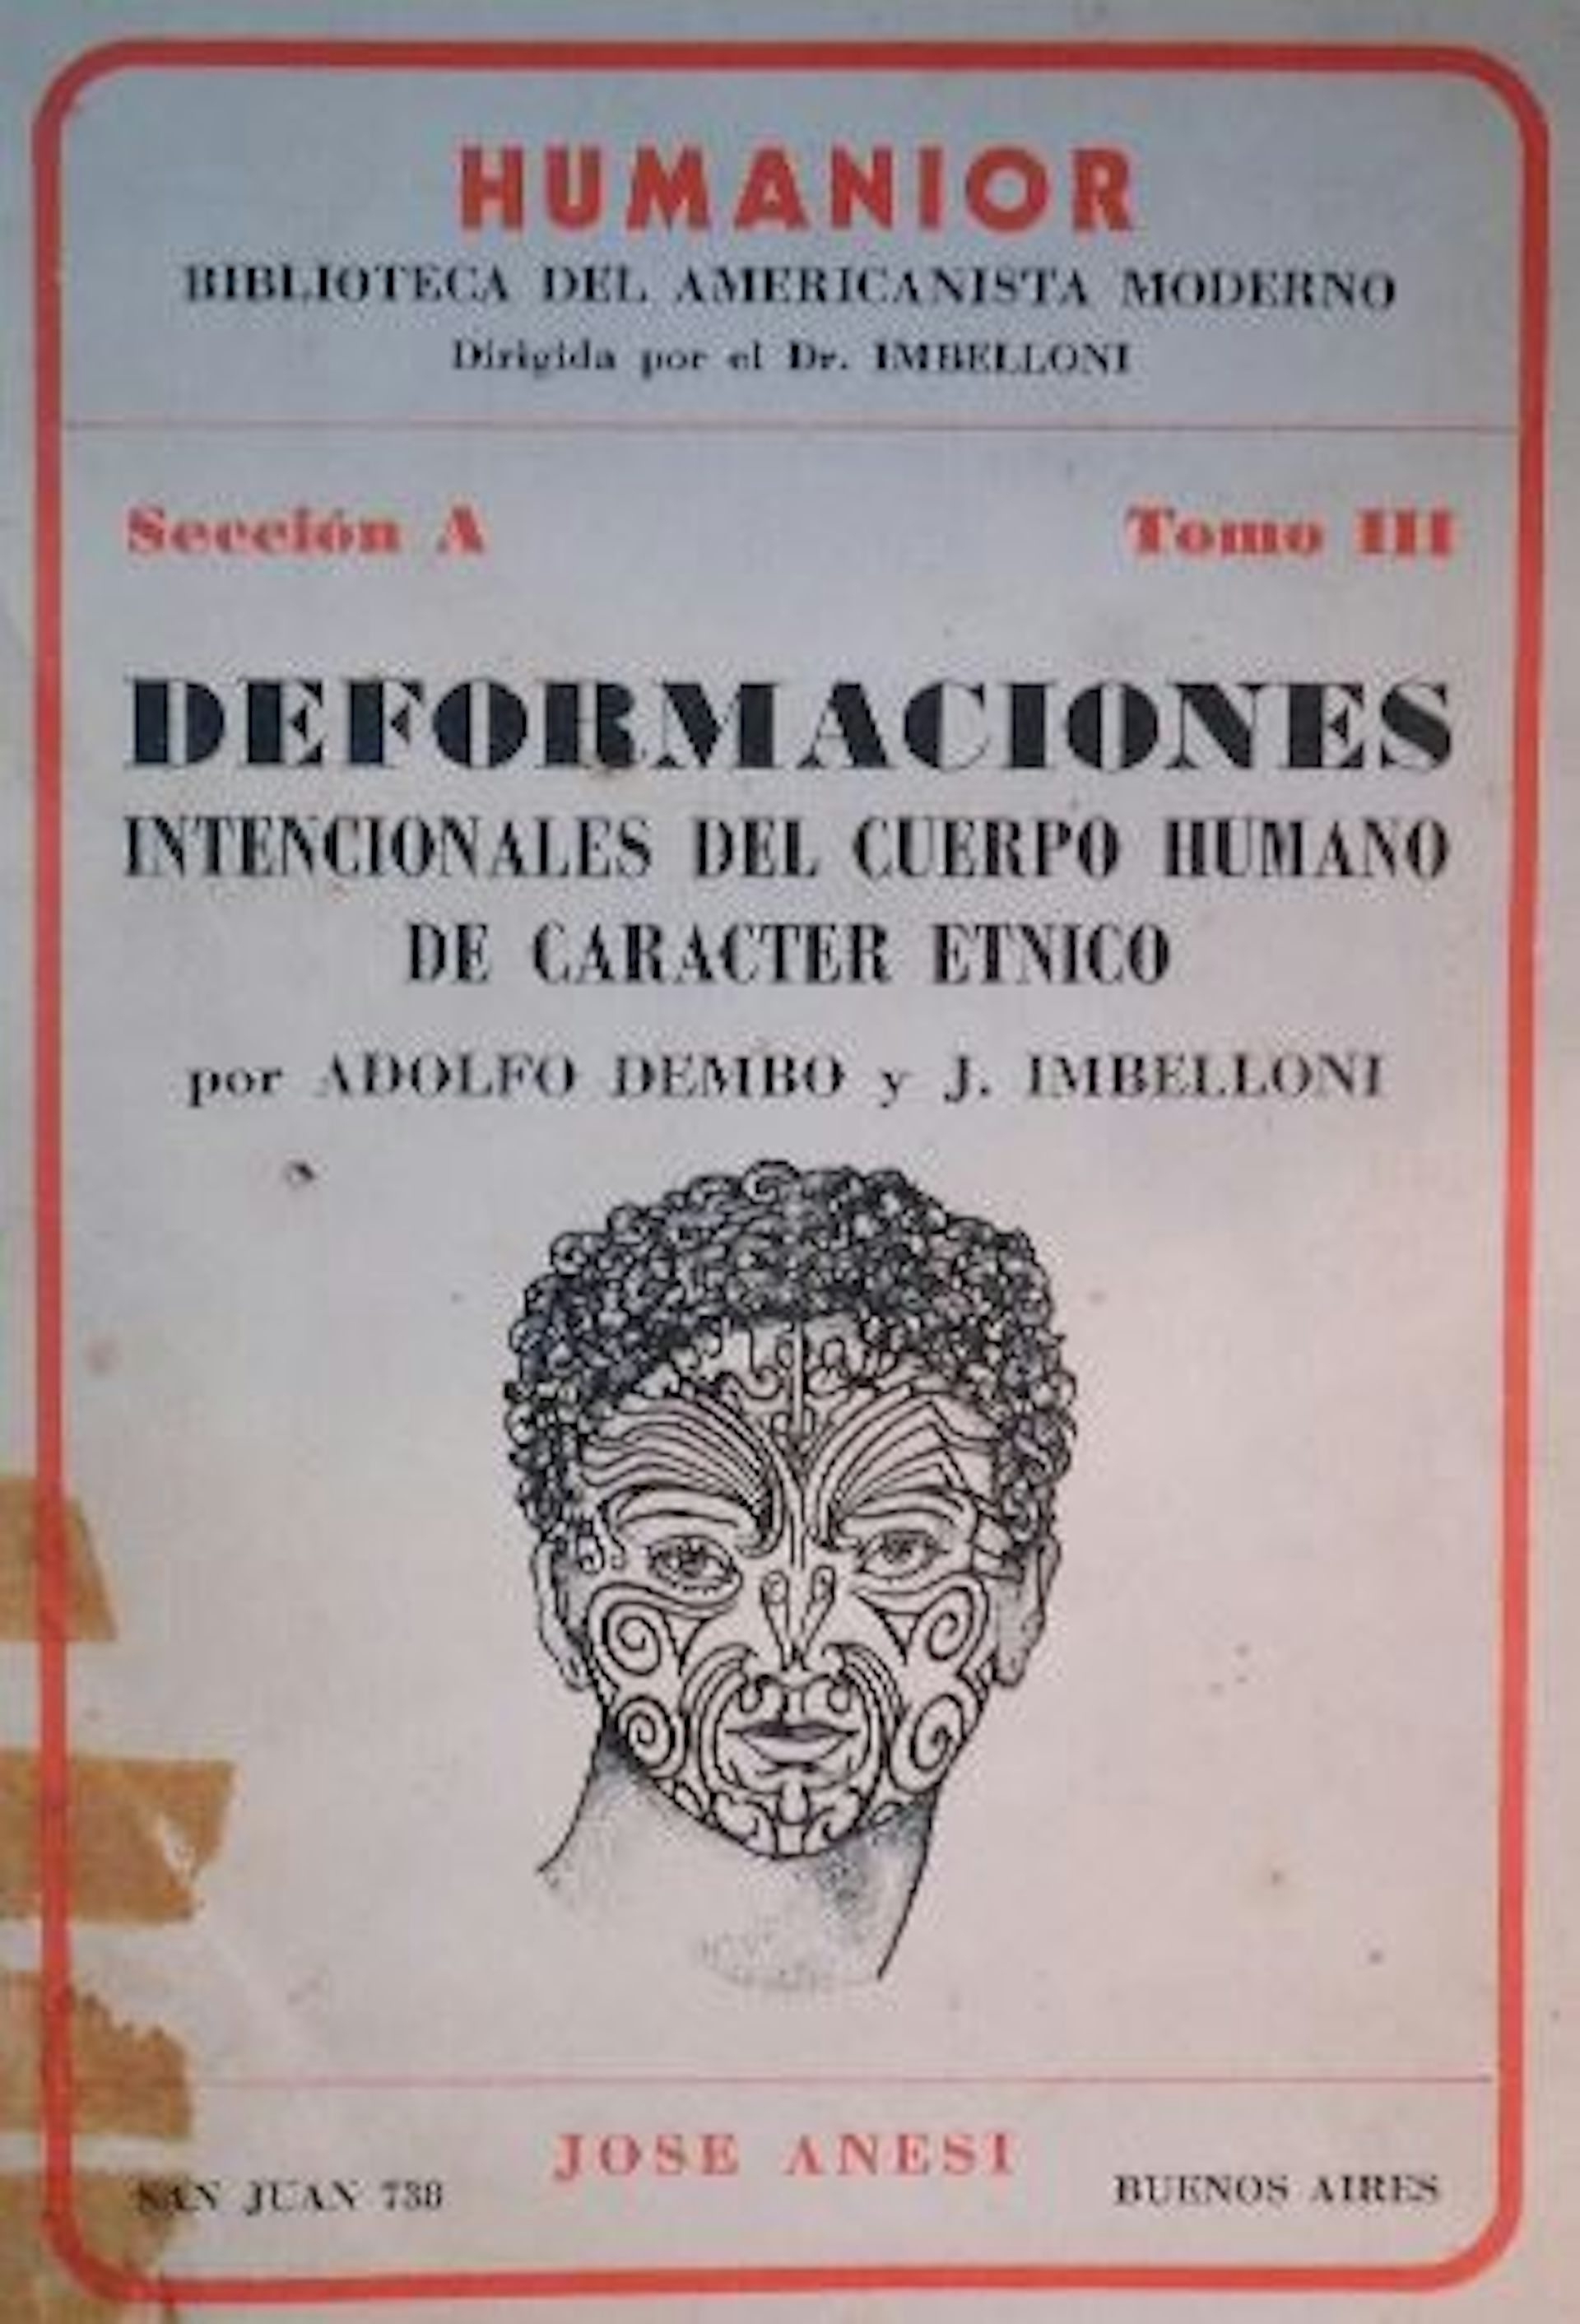 HUMANIOR
BIBLIOTECA DEL AMERICANISTA MODERNO
Dirigida por el Dr. IMBELLONI
Sección A Tomo III
DEFORMACIONES
INTENCIONALES DEL CUERPO HUMANO
DE CARACTER ETNICO
por ADOLFO DEMBO y J. IMBELLONI
JOSE ANESI
SAN JUAN 738 BUENOS AIRES